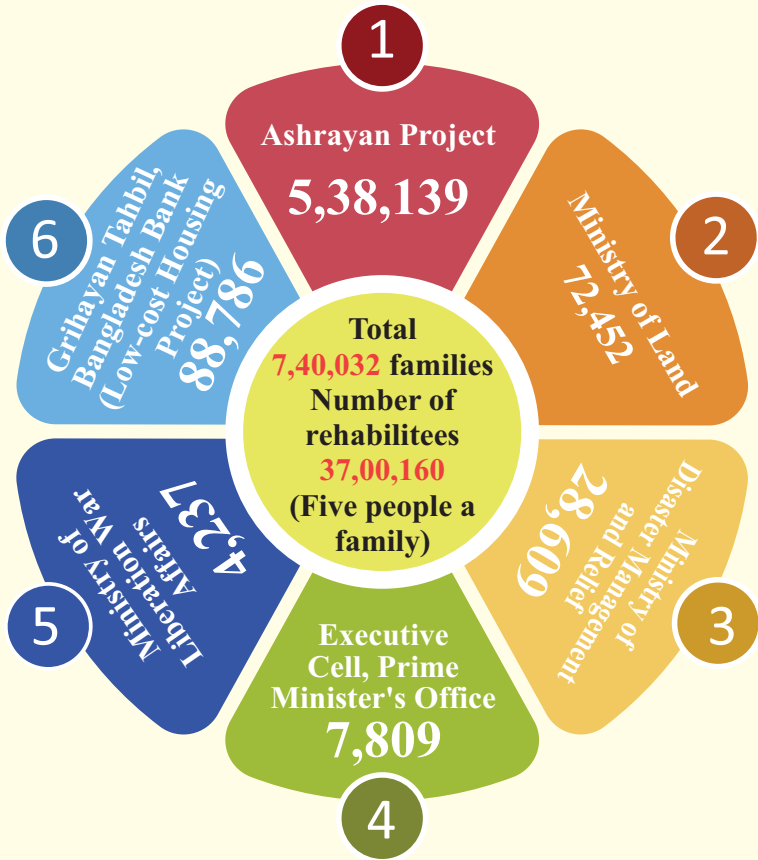 1
Ashrayan Project
5,38,139
2
Ministry of Land
72,452
3
Ministry of
Disaster Management
and Relief
28,609
4
Executive
Cell, Prime
Minister's Office
7,809
5
Ministry of
Liberation War
Affairs
4,237
6
Grihayan Tahbil,
Bangladesh Bank
(Low-cost Housing
Project)
88,786
Total
7,40,032 families
Number of
rehabilitees
37,00,160
(Five people a
family)